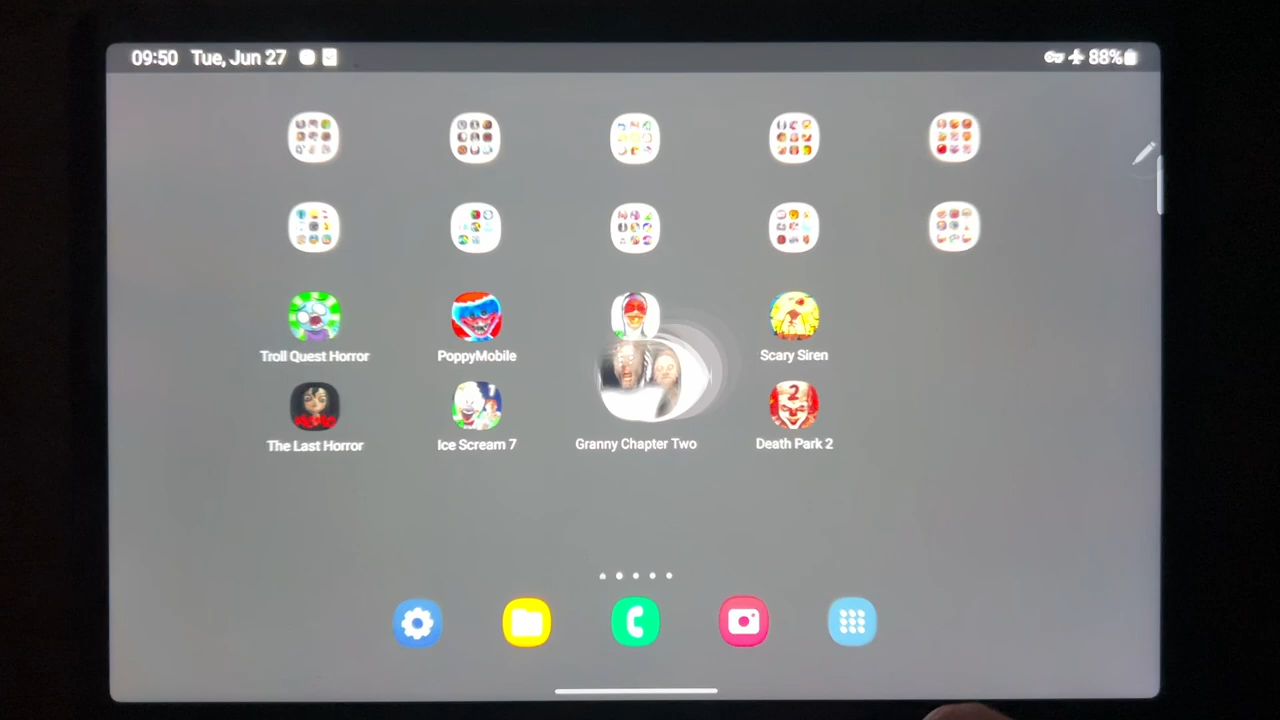 09:50 Tue, Jun 27 88%
Troll Quest Horror PoppyMobile Scary Siren
2
The Last Horror Ice Scream 7 Granny Chapter Two Death Park 2